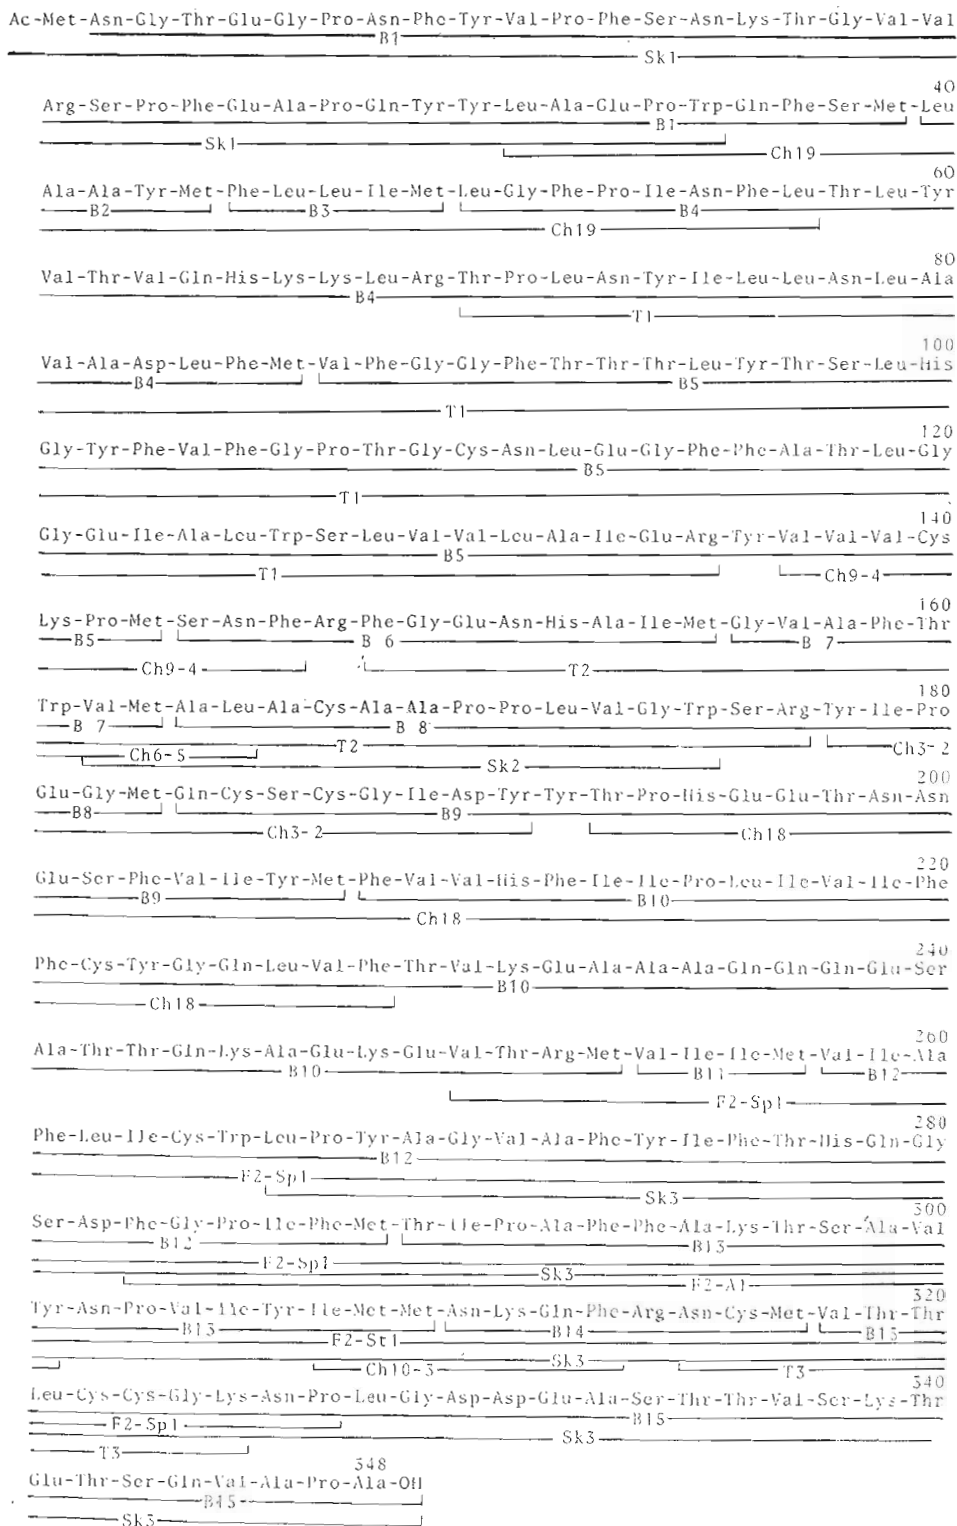 Ac-Met-Asn-Gly-Thr-Glu-Gly-Pro-Asn-Phe-Tyr-Val-Pro-Phe-Ser-Asn-Lys-Thr-Gly-Val-Val
B1
Sk1
40
Arg-Ser-Pro-Phe-Glu-Ala-Pro-Gln-Tyr-Tyr-Leu-Ala-Glu-Pro-Trp-Gln-Phe-Ser-Met-Leu
B1
Sk1 Ch19
60
Ala-Ala-Tyr-Met-Phe-Leu-Leu-Ile-Met-Leu-Gly-Phe-Pro-Ile-Asn-Phe-Leu-Thr-Leu-Tyr
B2 B3 B4
Ch19
80
Val-Thr-Val-Gln-His-Lys-Lys-Leu-Arg-Thr-Pro-Leu-Asn-Tyr-Ile-Leu-Leu-Asn-Leu-Ala
B4
T1
100
Val-Ala-Asp-Leu-Phe-Met-Val-Phe-Gly-Gly-Phe-Thr-Thr-Thr-Leu-Tyr-Thr-Ser-Leu-His
B4 B5
T1
120
Gly-Tyr-Phe-Val-Phe-Gly-Pro-Thr-Gly-Cys-Asn-Leu-Glu-Gly-Phe-Phe-Ala-Thr-Leu-Gly
B5
T1
140
Gly-Glu-Ile-Ala-Leu-Trp-Ser-Leu-Val-Val-Leu-Ala-Ile-Glu-Arg-Tyr-Val-Val-Val-Cys
B5
T1 Ch9-4
160
Lys-Pro-Met-Ser-Asn-Phe-Arg-Phe-Gly-Glu-Asn-His-Ala-Ile-Met-Gly-Val-Ala-Phe-Thr
B5 B 6 B 7
Ch9-4 T2
180
Trp-Val-Met-Ala-Leu-Ala-Cys-Ala-Ala-Pro-Pro-Leu-Val-Gly-Trp-Ser-Arg-Tyr-Ile-Pro
B 7 B 8
Ch6-5 T2 Ch3-2
Sk2
200
Glu-Gly-Met-Gln-Cys-Ser-Cys-Gly-Ile-Asp-Tyr-Tyr-Thr-Pro-His-Glu-Glu-Thr-Asn-Asn
B8 B9
Ch3-2 Ch18
220
Glu-Ser-Phe-Val-Ile-Tyr-Met-Phe-Val-Val-His-Phe-Ile-Ile-Pro-Leu-Ile-Val-Ile-Phe
B9 B10
Ch18
240
Phe-Cys-Tyr-Gly-Gln-Leu-Val-Phe-Thr-Val-Lys-Glu-Ala-Ala-Ala-Gln-Gln-Gln-Glu-Ser
B10
Ch18
260
Ala-Thr-Thr-Gln-Lys-Ala-Glu-Lys-Glu-Val-Thr-Arg-Met-Val-Ile-Ile-Met-Val-Ile-Ala
B10 B11 B12
F2-Sp1
280
Phe-Leu-Ile-Cys-Trp-Leu-Pro-Tyr-Ala-Gly-Val-Ala-Phe-Tyr-Ile-Phe-Thr-His-Gln-Gly
B12
F2-Sp1
Sk3
300
Ser-Asp-Phe-Gly-Pro-Ile-Phe-Met-Thr-Ile-Pro-Ala-Phe-Phe-Ala-Lys-Thr-Ser-Ala-Val
B12 B13
F2-Sp1
Sk3
F2-A1
320
Tyr-Asn-Pro-Val-Ile-Tyr-Ile-Met-Met-Asn-Lys-Gln-Phe-Arg-Asn-Cys-Met-Val-Thr-Thr
B13 B14 B15
F2-St1
Sk3
Ch10-3 T3
340
Leu-Cys-Cys-Gly-Lys-Asn-Pro-Leu-Gly-Asp-Asp-Glu-Ala-Ser-Thr-Thr-Val-Ser-Lys-Thr
F2-Sp1 B15
Sk3
T3
348
Glu-Thr-Ser-Gln-Val-Ala-Pro-Ala-OH
B15
Sk3